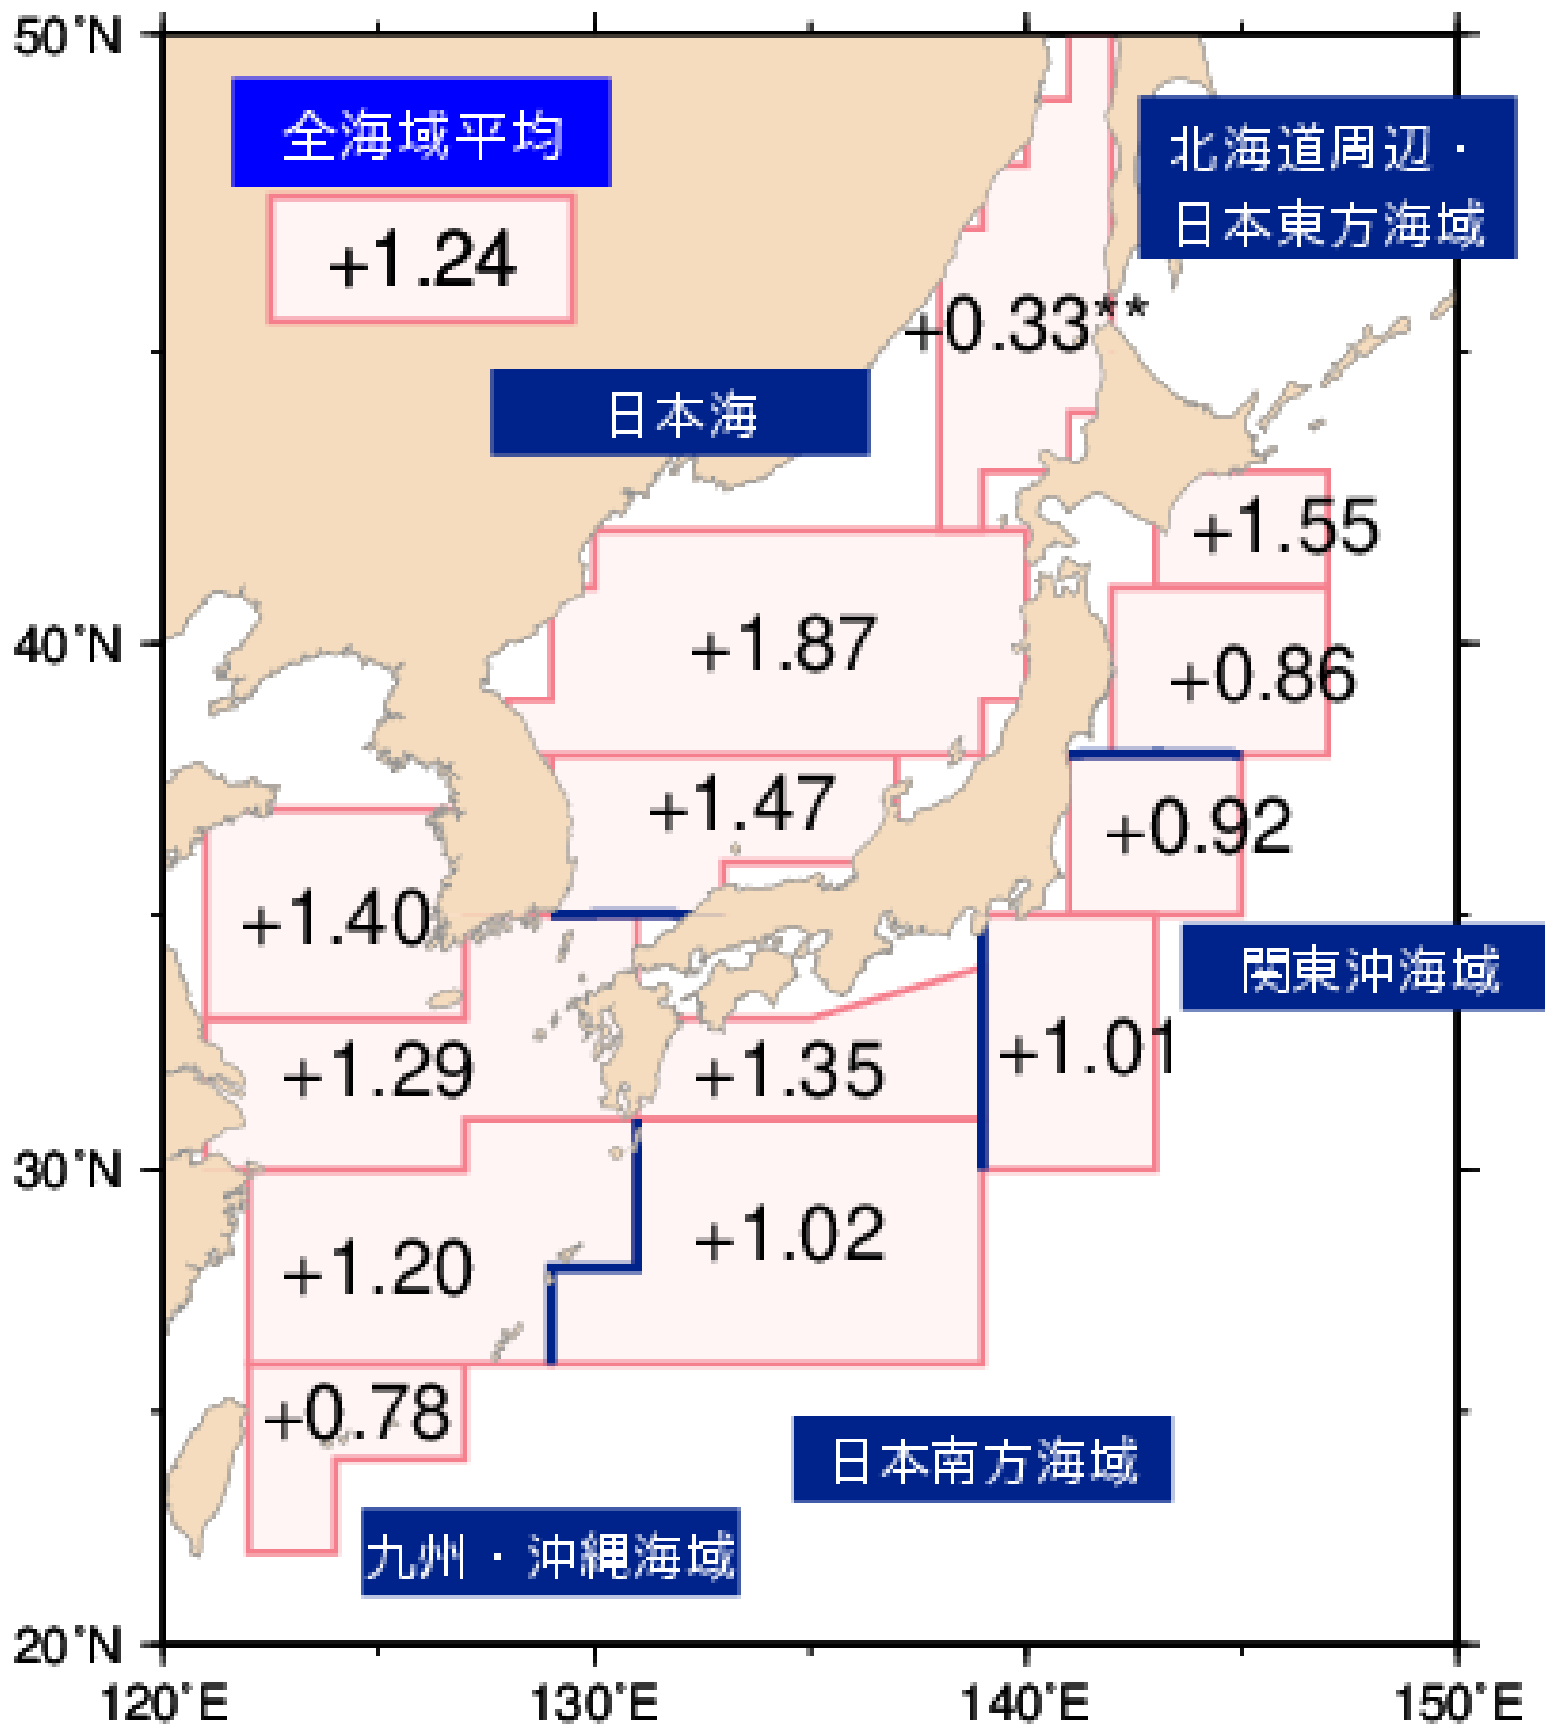 50°N
全海域平均
+1.24
北海道周辺・
日本東方海域
+0.33**
日本海
+1.55
+1.87
40°N
+0.86
+1.47
+0.92
+1.40
関東沖海域
+1.29
+1.35
+1.01
30°N
+1.20
+1.02
+0.78
日本南方海域
九州・沖縄海域
20°N
120°E
130°E
140°E
150°E